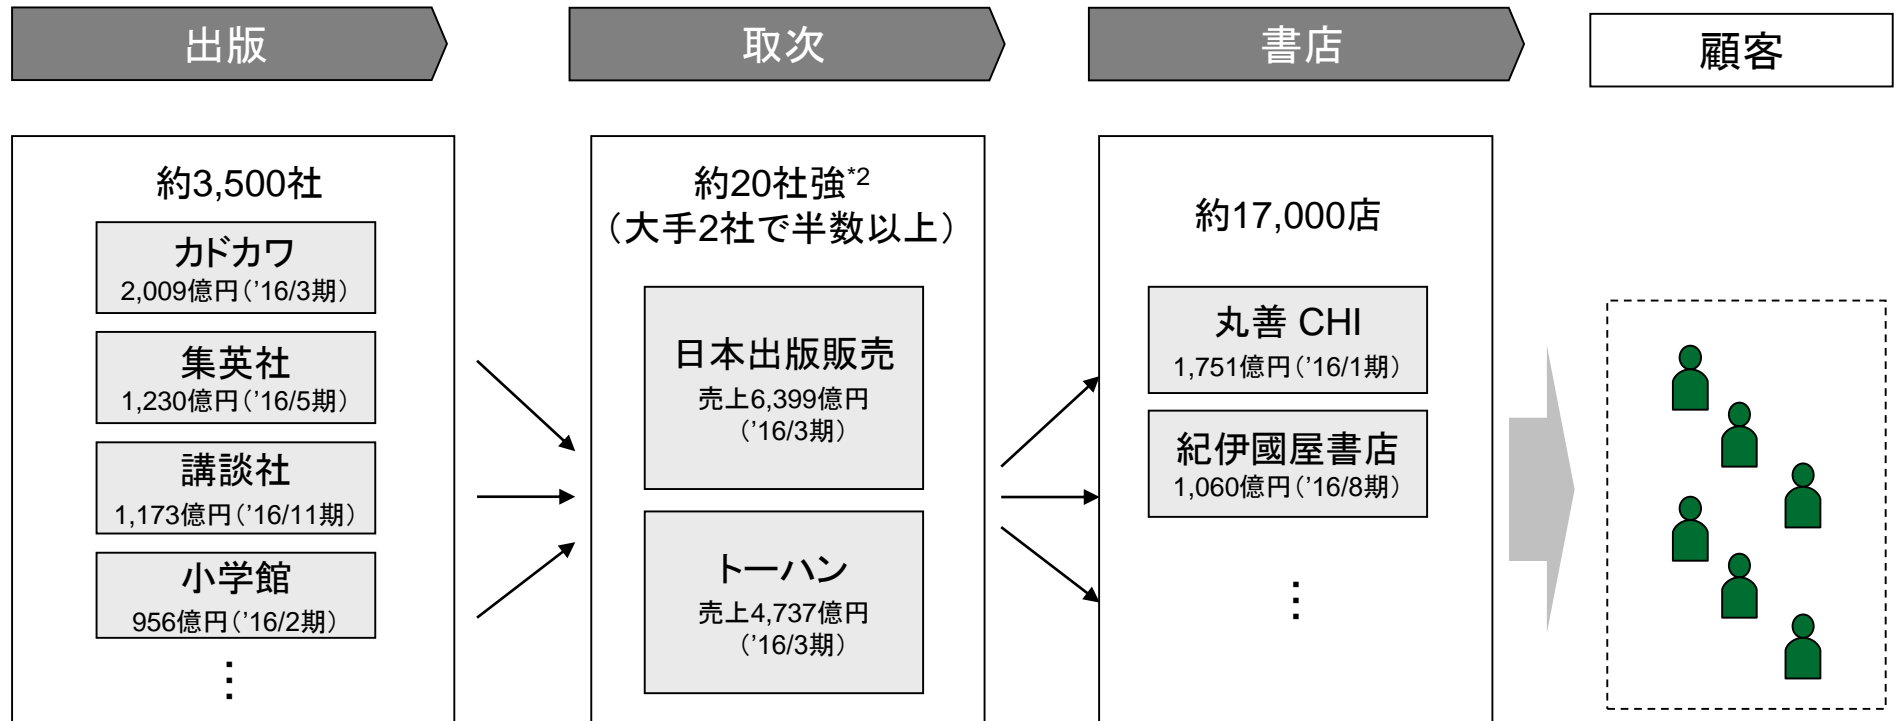 出版
取次
書店
顧客
約3,500社
カドカワ
2,009億円（’16/3期）
集英社
1,230億円（’16/5期）
講談社
1,173億円（’16/11期）
小学館
956億円（’16/2期）
⋮
約20社強*2
（大手2社で半数以上）
日本出版販売
売上6,399億円
（’16/3期）
トーハン
売上4,737億円
（’16/3期）
約17,000店
丸善 CHI
1,751億円（’16/1期）
紀伊國屋書店
1,060億円（’16/8期）
⋮